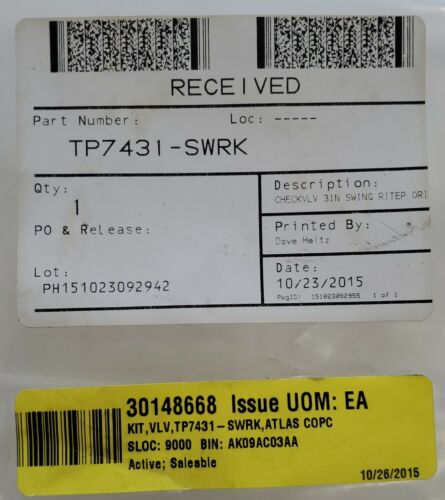 RECEIVED
Part Number: Loc: -----
TP7431-SWRK
Qty:
1
PO & Release:
Lot:
PH151023092942
Description:
CHECKVLV 3IN SWING RITEP ORI
Printed By:
Dave Heltz
Date:
10/23/2015
PkgID: 151023092955 1 of 1
30148668 Issue UOM: EA
KIT,VLV,TP7431-SWRK,ATLAS COPC
SLOC: 9000 BIN: AK09AC03AA
Active; Saleable
10/26/2015